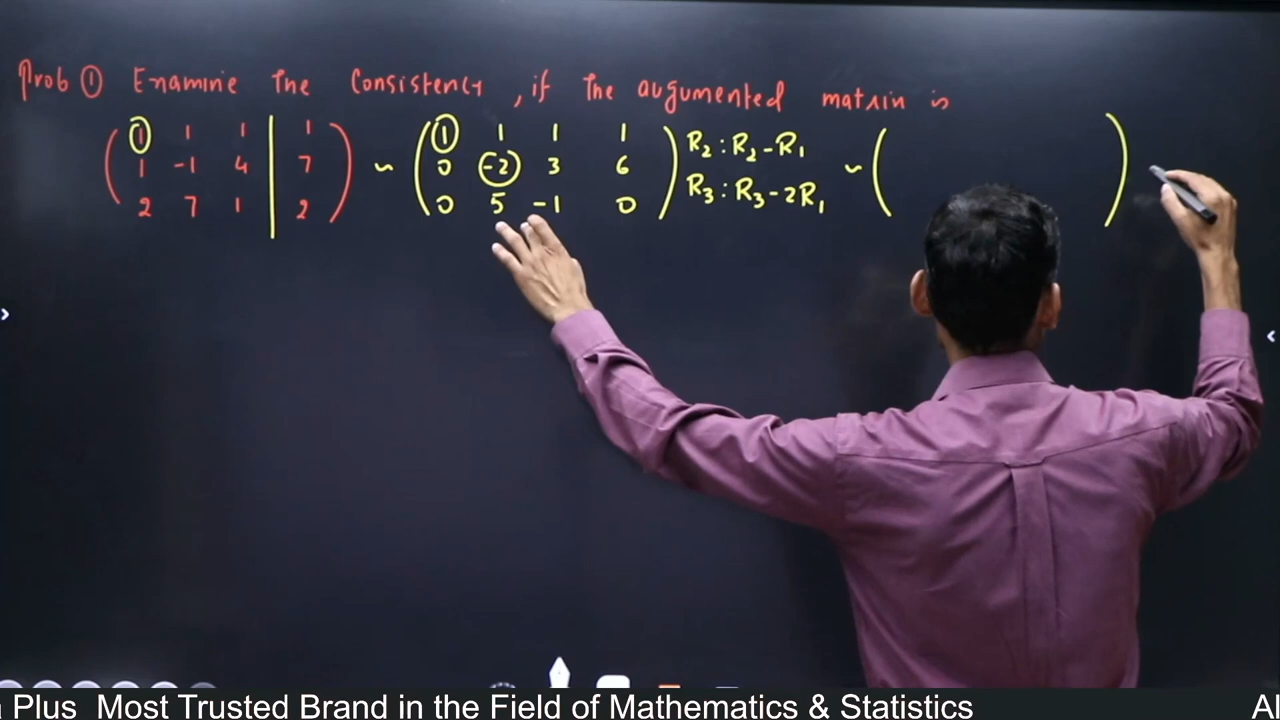 Prob ① Examine the Consistency, if the augumented matrix is
( 1 1 1 | 1 ) ~ ( 1 1 1 1 ) R₂ : R₂ - R₁ ~ ( )
( 1 -1 4 | 7 ) ( 0 -2 3 6 ) R₃ : R₃ - 2R₁
( 2 7 1 | 2 ) ( 0 5 -1 0 )
Plus Most Trusted Brand in the Field of Mathematics & Statistics